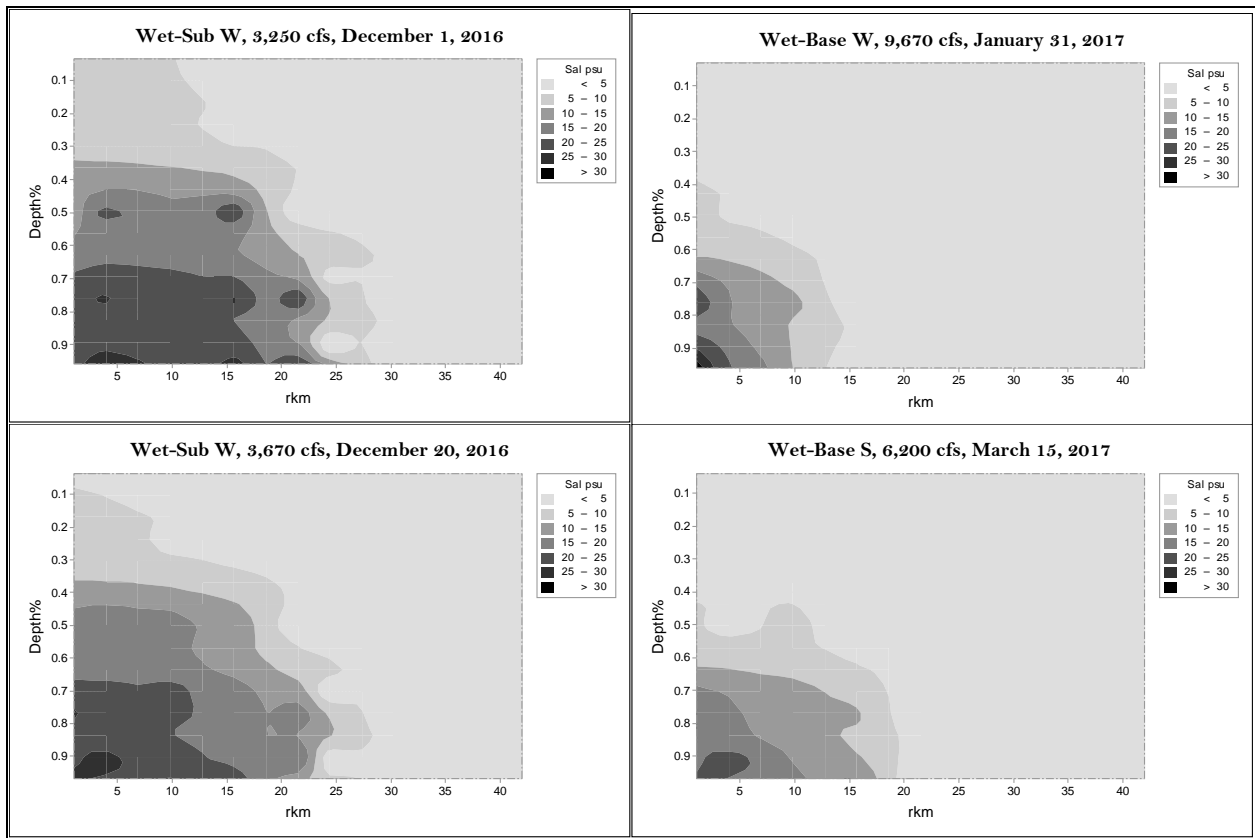 Wet-Sub W, 3,250 cfs, December 1, 2016
Sal psu
< 5
5 – 10
10 – 15
15 – 20
20 – 25
25 – 30
> 30
0.1
0.2
0.3
0.4
0.5
0.6
0.7
0.8
0.9
Depth%
5 10 15 20 25 30 35 40
rkm
Wet-Base W, 9,670 cfs, January 31, 2017
Sal psu
< 5
5 – 10
10 – 15
15 – 20
20 – 25
25 – 30
> 30
0.1
0.2
0.3
0.4
0.5
0.6
0.7
0.8
0.9
Depth%
5 10 15 20 25 30 35 40
rkm
Wet-Sub W, 3,670 cfs, December 20, 2016
Sal psu
< 5
5 – 10
10 – 15
15 – 20
20 – 25
25 – 30
> 30
0.1
0.2
0.3
0.4
0.5
0.6
0.7
0.8
0.9
Depth%
5 10 15 20 25 30 35 40
rkm
Wet-Base S, 6,200 cfs, March 15, 2017
Sal psu
< 5
5 – 10
10 – 15
15 – 20
20 – 25
25 – 30
> 30
0.1
0.2
0.3
0.4
0.5
0.6
0.7
0.8
0.9
Depth%
5 10 15 20 25 30 35 40
rkm